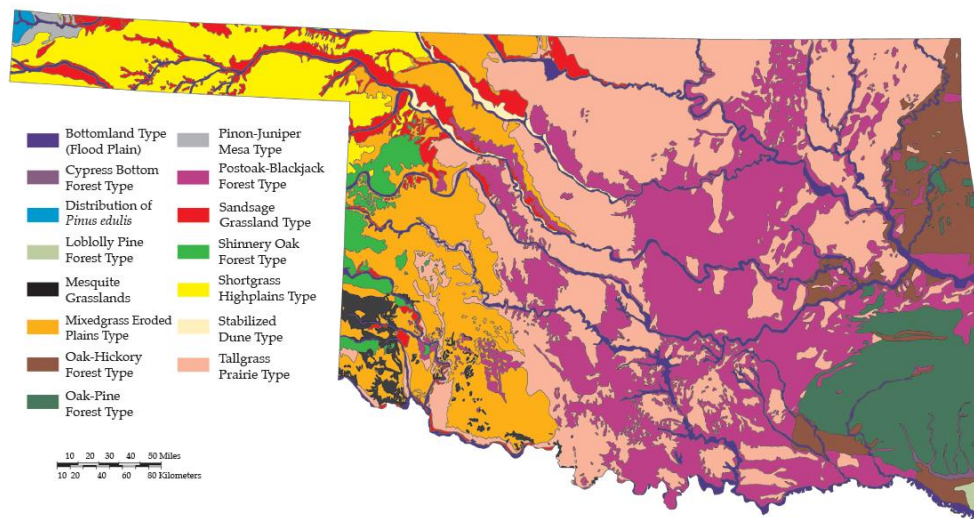 Bottomland Type
(Flood Plain)
Cypress Bottom
Forest Type
Distribution of
Pinus edulis
Loblolly Pine
Forest Type
Mesquite
Grasslands
Mixedgrass Eroded
Plains Type
Oak-Hickory
Forest Type
Oak-Pine
Forest Type
Pinon-Juniper
Mesa Type
Postoak-Blackjack
Forest Type
Sandsage
Grassland Type
Shinnery Oak
Forest Type
Shortgrass
Highplains Type
Stabilized
Dune Type
Tallgrass
Prairie Type
10 20 30 40 50 Miles
10 20 40 60 80 Kilometers